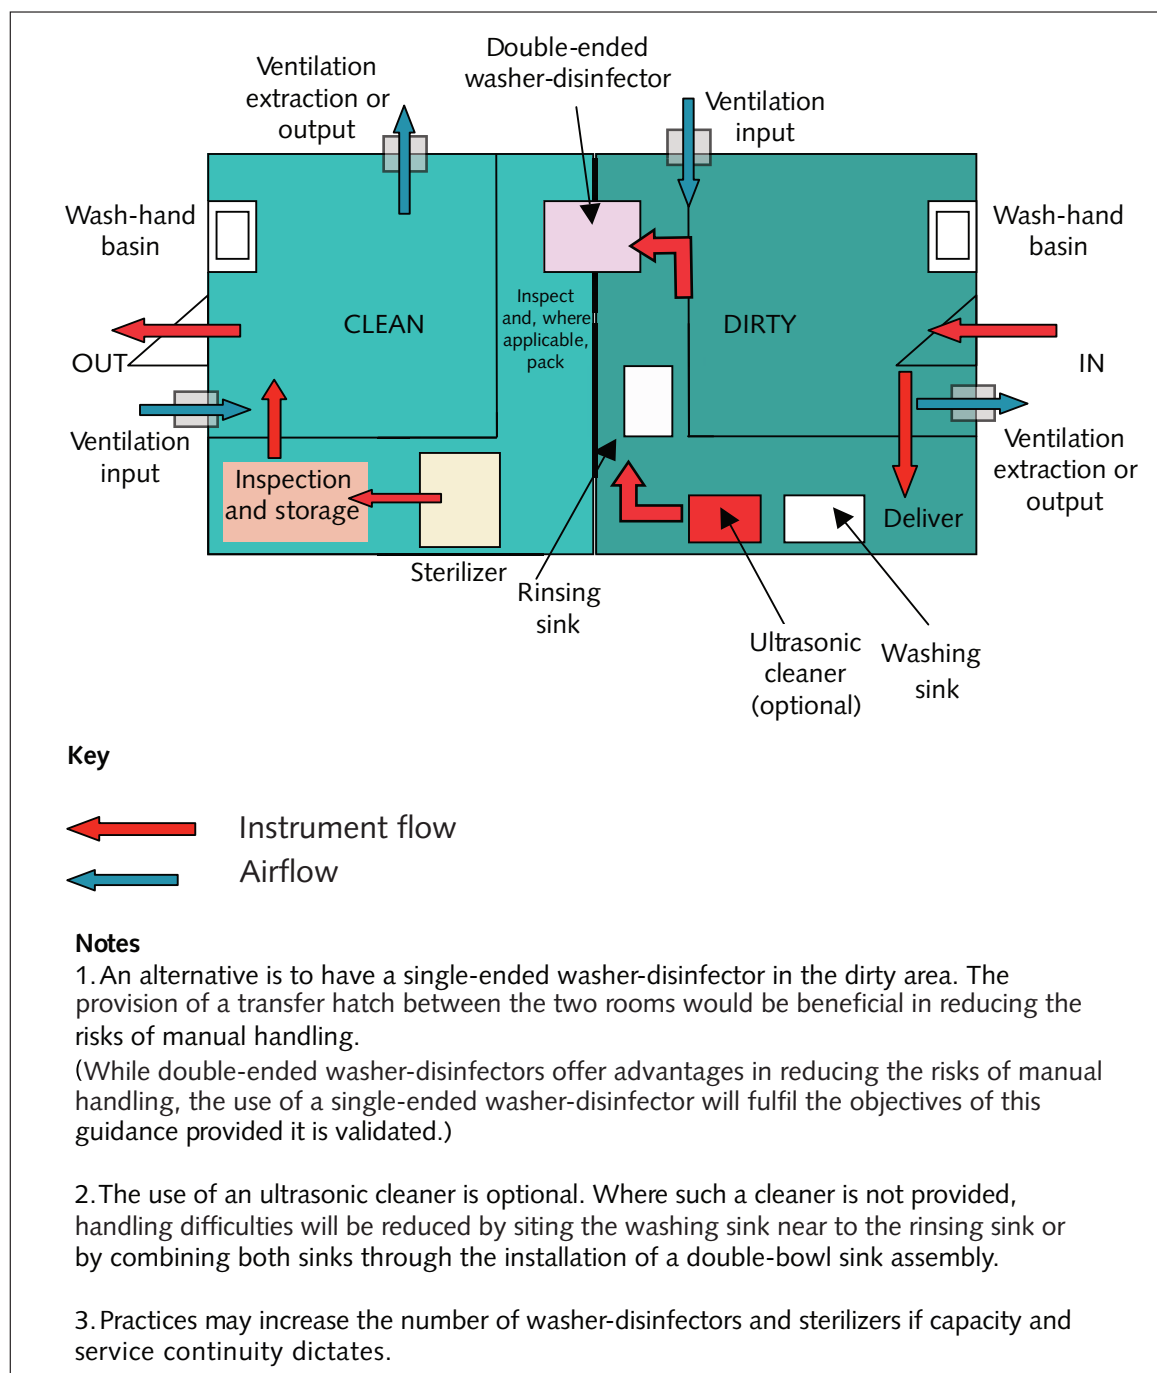 Double-ended
washer-disinfector
Ventilation
extraction or
output
Ventilation
input
Wash-hand
basin
Wash-hand
basin
Inspect
and, where
applicable,
pack
CLEAN
DIRTY
OUT
IN
Ventilation
input
Ventilation
extraction or
output
Inspection
and storage
Deliver
Sterilizer
Rinsing
sink
Ultrasonic
cleaner
(optional)
Washing
sink
Key
Instrument flow
Airflow
Notes
1. An alternative is to have a single-ended washer-disinfector in the dirty area. The
provision of a transfer hatch between the two rooms would be beneficial in reducing the
risks of manual handling.
(While double-ended washer-disinfectors offer advantages in reducing the risks of manual
handling, the use of a single-ended washer-disinfector will fulfil the objectives of this
guidance provided it is validated.)
2. The use of an ultrasonic cleaner is optional. Where such a cleaner is not provided,
handling difficulties will be reduced by siting the washing sink near to the rinsing sink or
by combining both sinks through the installation of a double-bowl sink assembly.
3. Practices may increase the number of washer-disinfectors and sterilizers if capacity and
service continuity dictates.